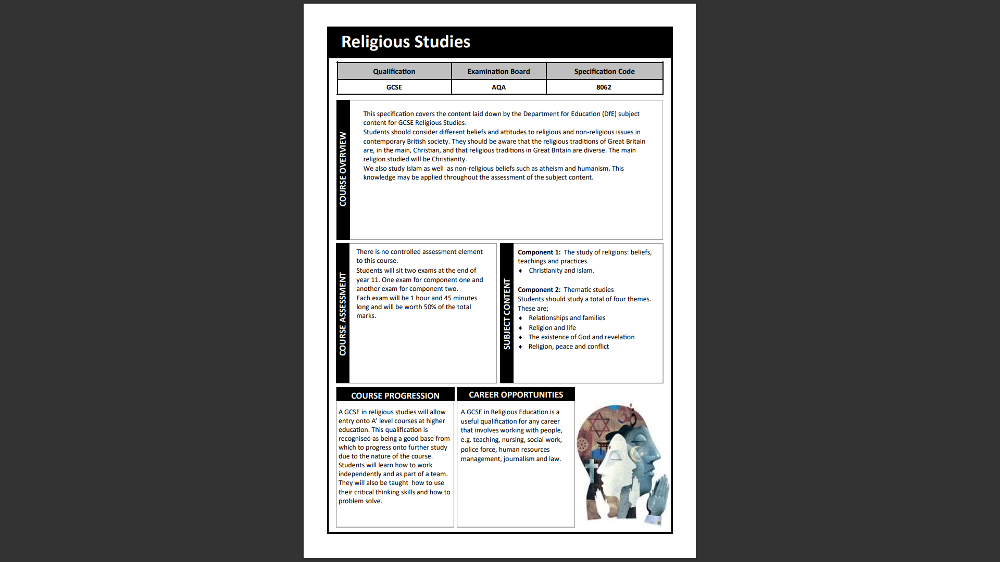 Religious Studies
Qualification Examination Board Specification Code
GCSE AQA 8062
COURSE OVERVIEW
This specification covers the content laid down by the Department for Education (DfE) subject
content for GCSE Religious Studies.
Students should consider different beliefs and attitudes to religious and non-religious issues in
contemporary British society. They should be aware that the religious traditions of Great Britain
are, in the main, Christian, and that religious traditions in Great Britain are diverse. The main
religion studied will be Christianity.
We also study Islam as well  as non-religious beliefs such as atheism and humanism. This
knowledge may be applied throughout the assessment of the subject content.
COURSE ASSESSMENT
There is no controlled assessment element
to this course.
Students will sit two exams at the end of
year 11. One exam for component one and
another exam for component two.
Each exam will be 1 hour and 45 minutes
long and will be worth 50% of the total
marks.
SUBJECT CONTENT
Component 1:  The study of religions: beliefs,
teachings and practices.
♦ Christianity and Islam.
Component 2:  Thematic studies
Students should study a total of four themes.
These are;
♦ Relationships and families
♦ Religion and life
♦ The existence of God and revelation
♦ Religion, peace and conflict
COURSE PROGRESSION
A GCSE in religious studies will allow
entry onto A’ level courses at higher
education. This qualification is
recognised as being a good base from
which to progress onto further study
due to the nature of the course.
Students will learn how to work
independently and as part of a team.
They will also be taught  how to use
their critical thinking skills and how to
problem solve.
CAREER OPPORTUNITIES
A GCSE in Religious Education is a
useful qualification for any career
that involves working with people,
e.g. teaching, nursing, social work,
police force, human resources
management, journalism and law.